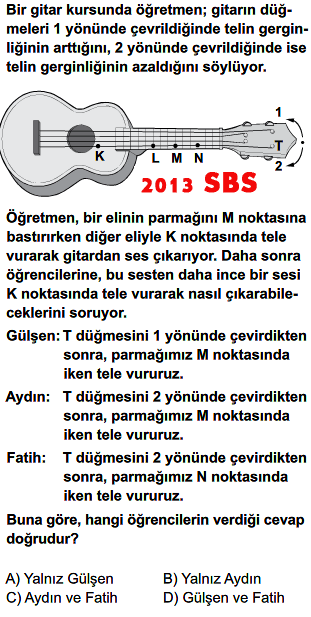 Bir gitar kursunda öğretmen; gitarın düğ-
meleri 1 yönünde çevrildiğinde telin gergin-
liğinin arttığını, 2 yönünde çevrildiğinde ise
telin gerginliğinin azaldığını söylüyor.
1
T
K L M N
2
2013 SBS
Öğretmen, bir elinin parmağını M noktasına
bastırırken diğer eliyle K noktasında tele
vurarak gitardan ses çıkarıyor. Daha sonra
öğrencilerine, bu sesten daha ince bir sesi
K noktasında tele vurarak nasıl çıkarabile-
ceklerini soruyor.
Gülşen: T düğmesini 1 yönünde çevirdikten
sonra, parmağımız M noktasında
iken tele vururuz.
Aydın: T düğmesini 2 yönünde çevirdikten
sonra, parmağımız M noktasında
iken tele vururuz.
Fatih: T düğmesini 2 yönünde çevirdikten
sonra, parmağımız N noktasında
iken tele vururuz.
Buna göre, hangi öğrencilerin verdiği cevap
doğrudur?
A) Yalnız Gülşen B) Yalnız Aydın
C) Aydın ve Fatih D) Gülşen ve Fatih